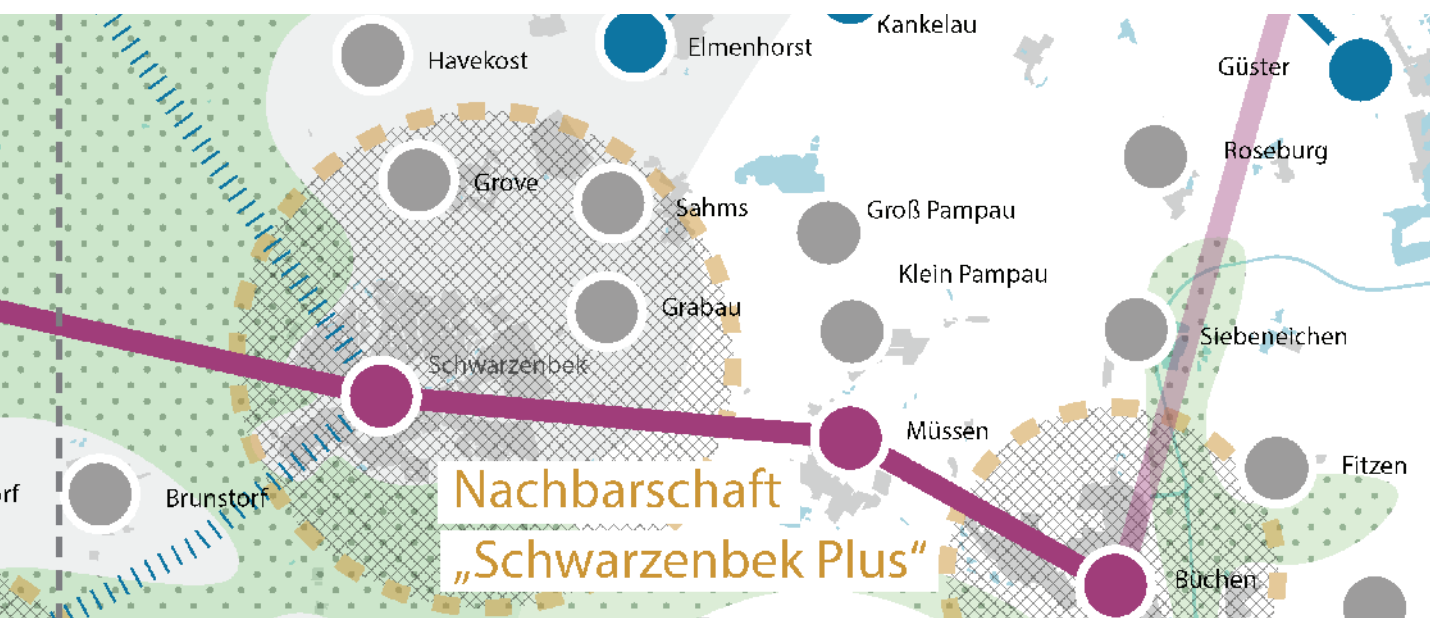 Kankelau
Elmenhorst
Havekost
Güster
Roseburg
Grove
Sahms
Groß Pampau
Klein Pampau
Grabau
Siebeneichen
Schwarzenbek
Müssen
Fitzen
Nachbarschaft
rf
Brunstorf
„Schwarzenbek Plus“
Büchen